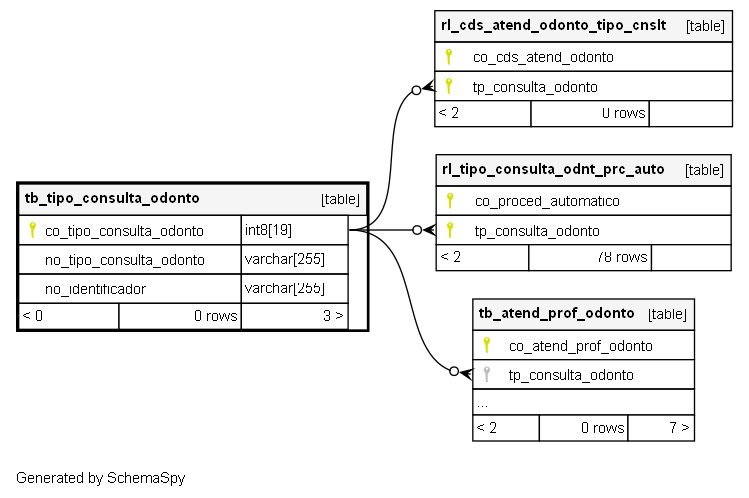 rl_cds_atend_odonto_tipo_cnslt [table]
co_cds_atend_odonto
tp_consulta_odonto
< 2 0 rows
rl_tipo_consulta_odnt_prc_auto [table]
co_proced_automatico
tp_consulta_odonto
< 2 78 rows
tb_tipo_consulta_odonto [table]
co_tipo_consulta_odonto int8[19]
no_tipo_consulta_odonto varchar[255]
no_identificador varchar[255]
< 0 0 rows 3 >
tb_atend_prof_odonto [table]
co_atend_prof_odonto
tp_consulta_odonto
...
< 2 0 rows 7 >
Generated by SchemaSpy